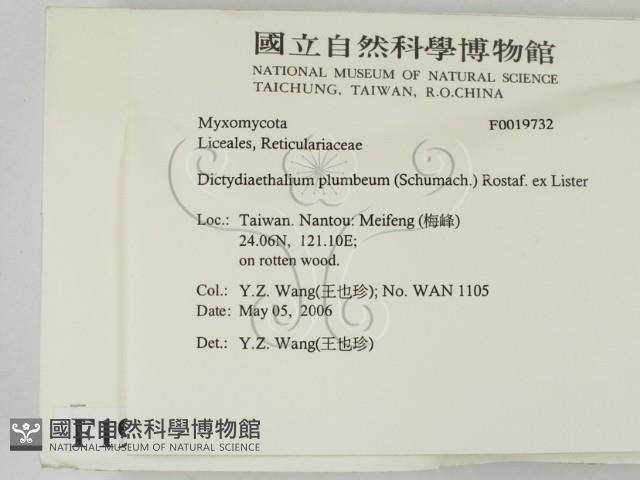 國立自然科學博物館
NATIONAL MUSEUM OF NATURAL SCIENCE
TAICHUNG, TAIWAN, R.O.CHINA
Myxomycota F0019732
Liceales, Reticulariaceae
Dictydiaethalium plumbeum (Schumach.) Rostaf. ex Lister
Loc.: Taiwan. Nantou: Meifeng (梅峰)
24.06N, 121.10E;
on rotten wood.
Col.: Y.Z. Wang(王也珍); No. WAN 1105
Date: May 05, 2006
Det.: Y.Z. Wang(王也珍)
國立自然科學博物館
NATIONAL MUSEUM OF NATURAL SCIENCE